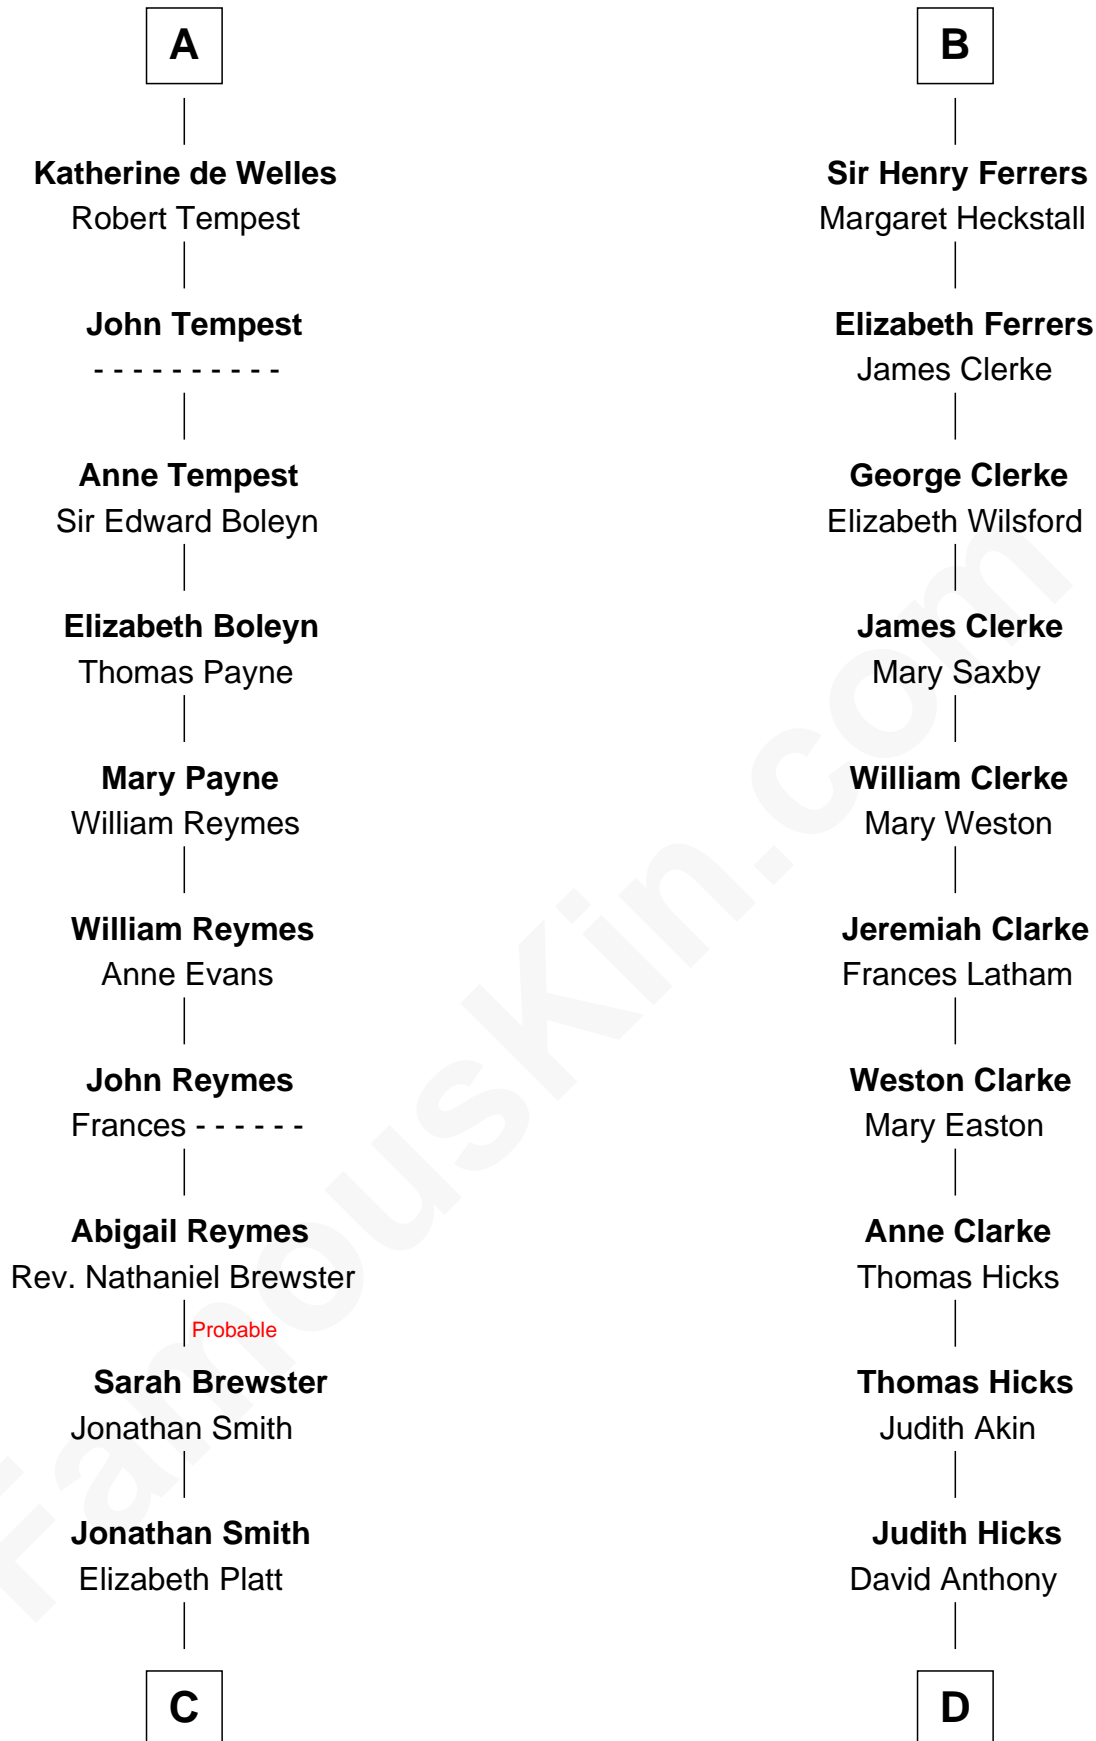 A
Katherine de Welles
Robert Tempest
John Tempest
- - - - - - - - - -
Anne Tempest
Sir Edward Boleyn
Elizabeth Boleyn
Thomas Payne
Mary Payne
William Reymes
William Reymes
Anne Evans
John Reymes
Frances - - - - - -
Abigail Reymes
Rev. Nathaniel Brewster
Probable
Sarah Brewster
Jonathan Smith
Jonathan Smith
Elizabeth Platt
C
B
Sir Henry Ferrers
Margaret Heckstall
Elizabeth Ferrers
James Clerke
George Clerke
Elizabeth Wilsford
James Clerke
Mary Saxby
William Clerke
Mary Weston
Jeremiah Clarke
Frances Latham
Weston Clarke
Mary Easton
Anne Clarke
Thomas Hicks
Thomas Hicks
Judith Akin
Judith Hicks
David Anthony
D
FamousKin.com